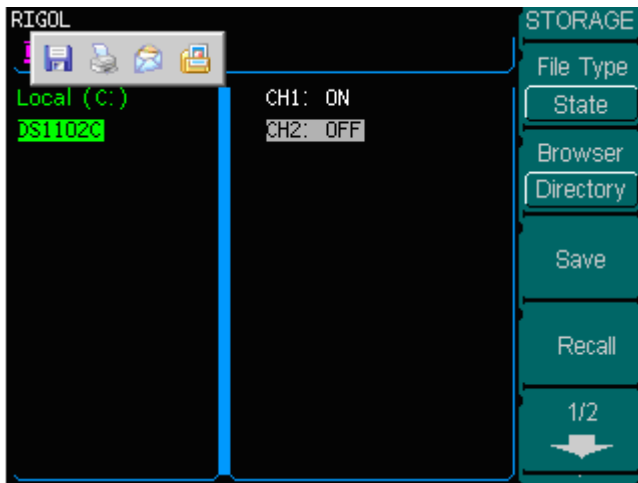 RIGOL
STORAGE
File Type
State
Browser
Directory
Save
Recall
1/2
Local (C:)
DS1102C
CH1: ON
CH2: OFF